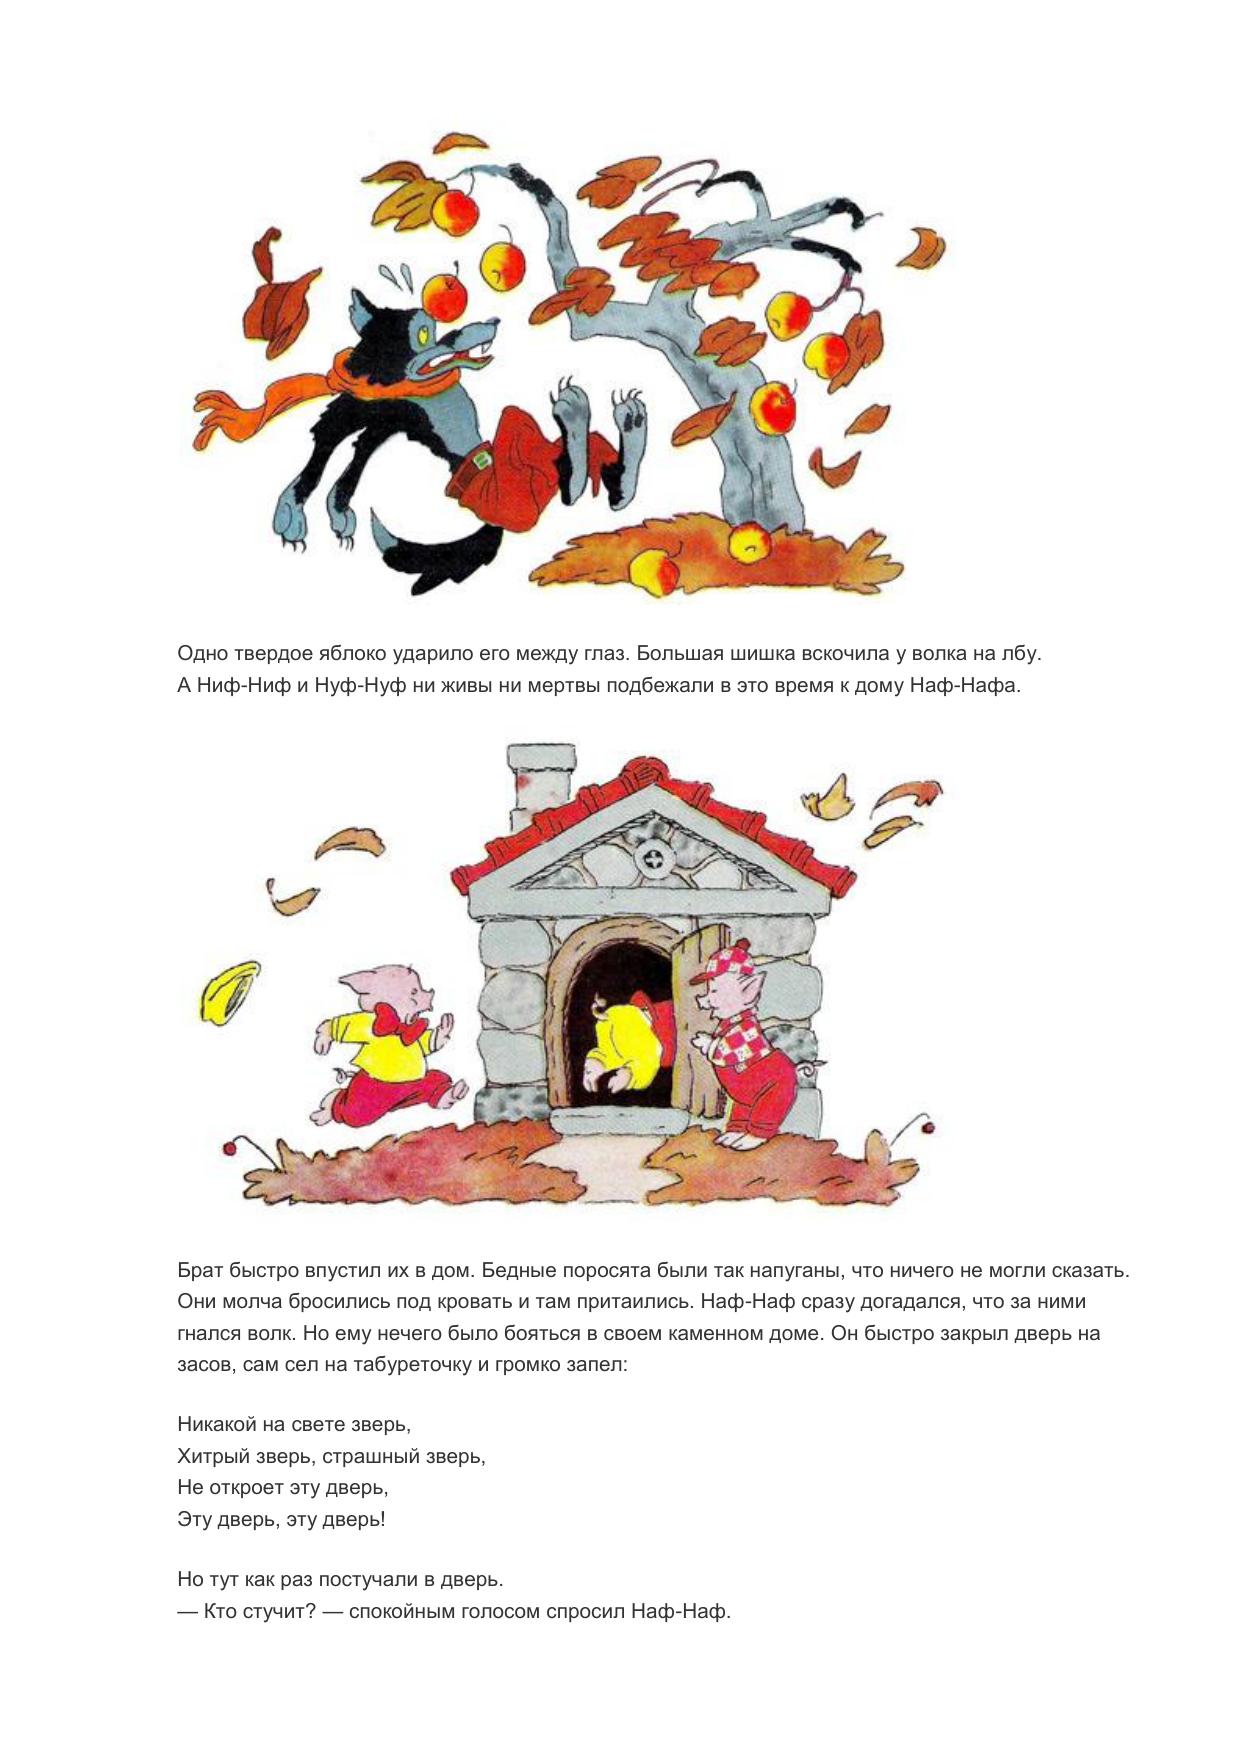 Одно твердое яблоко ударило его между глаз. Большая шишка вскочила у волка на лбу.
А Ниф-Ниф и Нуф-Нуф ни живы ни мертвы подбежали в это время к дому Наф-Нафа.
Брат быстро впустил их в дом. Бедные поросята были так напуганы, что ничего не могли сказать.
Они молча бросились под кровать и там притаились. Наф-Наф сразу догадался, что за ними
гнался волк. Но ему нечего было бояться в своем каменном доме. Он быстро закрыл дверь на
засов, сам сел на табуреточку и громко запел:
Никакой на свете зверь,
Хитрый зверь, страшный зверь,
Не откроет эту дверь,
Эту дверь, эту дверь!
Но тут как раз постучали в дверь.
— Кто стучит? — спокойным голосом спросил Наф-Наф.